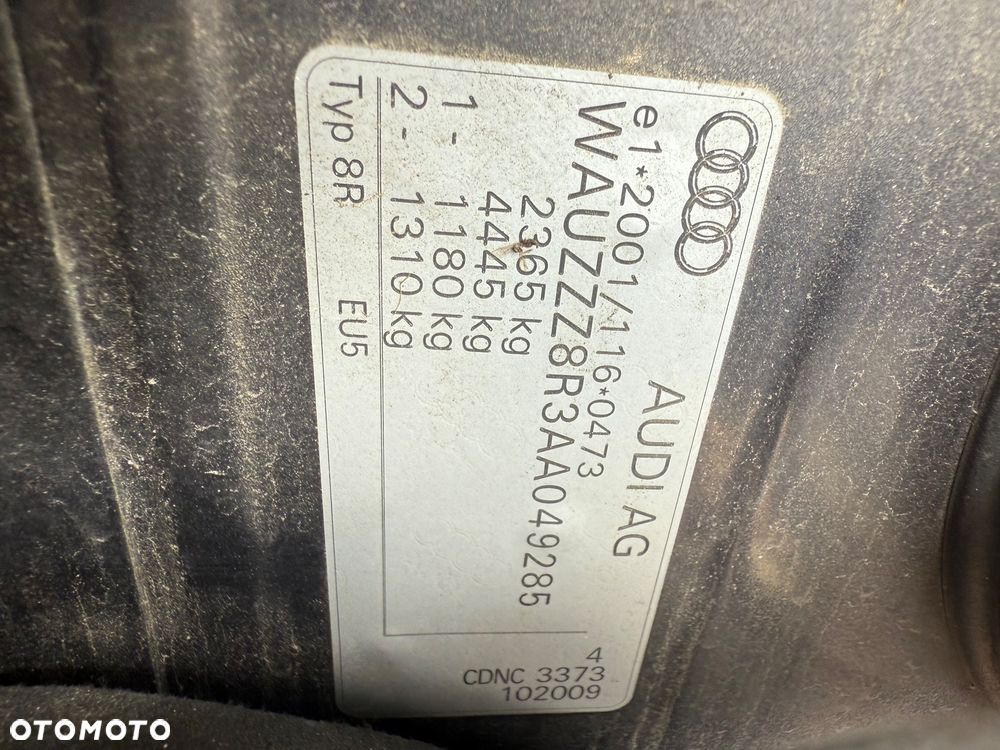 AUDI AG
e1*2001/116*0473
WAUZZZ8R3AA049285
2365 kg
4445 kg
1 - 1180 kg
2 - 1310 kg
Typ 8R EU5
4
CDNC 3373
102009
OTOMOTO